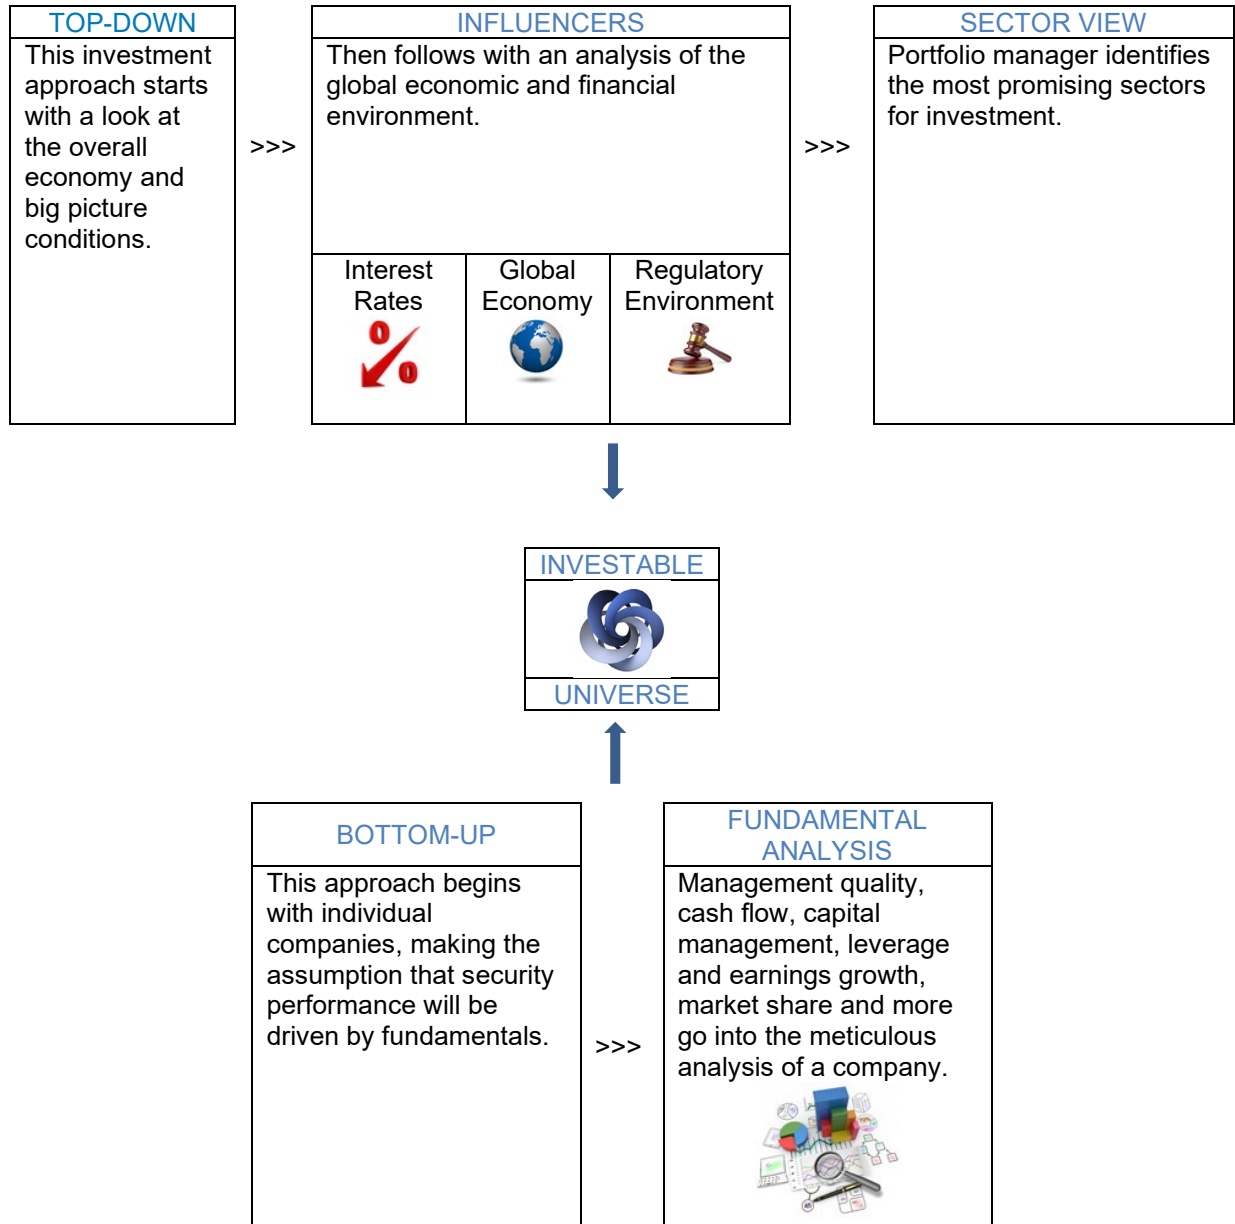 TOP-DOWN
This investment
approach starts
with a look at
the overall
economy and
big picture
conditions.
>>>
INFLUENCERS
Then follows with an analysis of the
global economic and financial
environment.
Interest
Rates
Global
Economy
Regulatory
Environment
>>>
SECTOR VIEW
Portfolio manager identifies
the most promising sectors
for investment.
INVESTABLE
UNIVERSE
BOTTOM-UP
This approach begins
with individual
companies, making the
assumption that security
performance will be
driven by fundamentals.
>>>
FUNDAMENTAL
ANALYSIS
Management quality,
cash flow, capital
management, leverage
and earnings growth,
market share and more
go into the meticulous
analysis of a company.